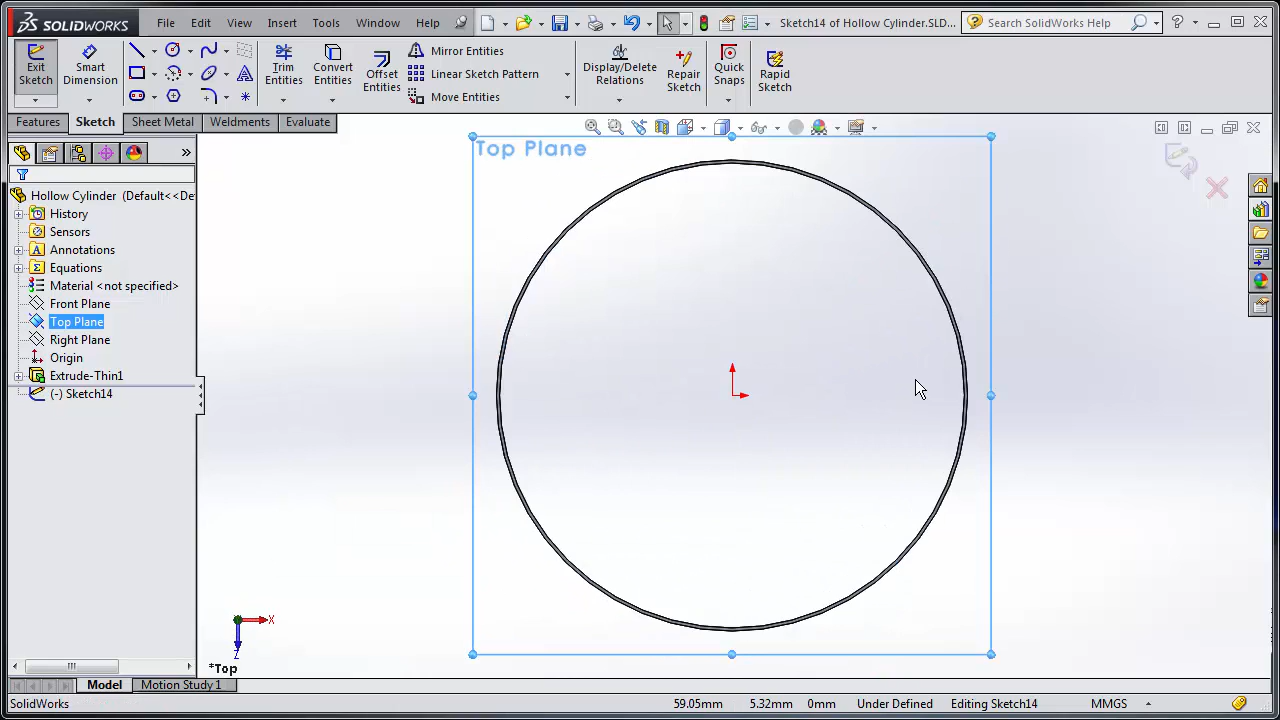 SOLIDWORKS File Edit View Insert Tools Window Help Sketch14 of Hollow Cylinder.SLD... Search SolidWorks Help
Exit Sketch
Smart Dimension
Trim Entities
Convert Entities
Offset Entities
Mirror Entities
Linear Sketch Pattern
Move Entities
Display/Delete Relations
Repair Sketch
Quick Snaps
Rapid Sketch
Features Sketch Sheet Metal Weldments Evaluate
Hollow Cylinder (Default<<De
History
Sensors
Annotations
Equations
Material <not specified>
Front Plane
Top Plane
Right Plane
Origin
Extrude-Thin1
(-) Sketch14
Top Plane
X
Z
*Top
Model Motion Study 1
SolidWorks 59.05mm 5.32mm 0mm Under Defined Editing Sketch14 MMGS